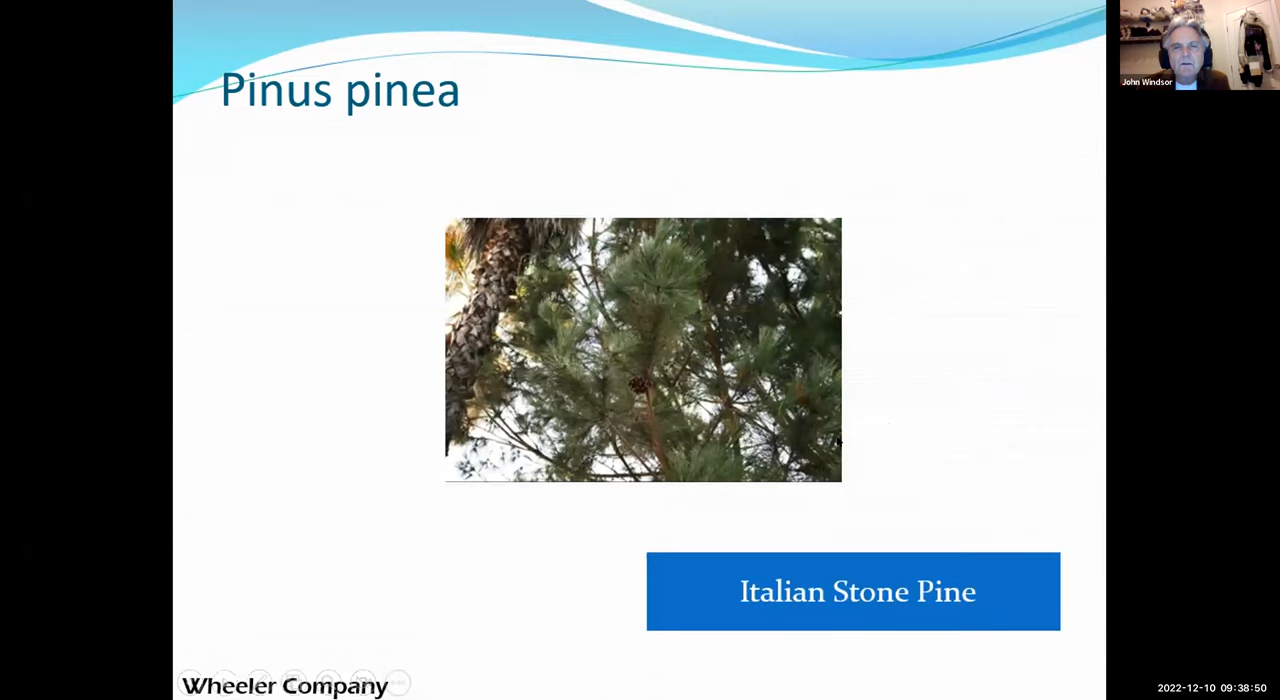 Pinus pinea
John Windsor
Italian Stone Pine
Wheeler Company
2022-12-10 09:38:50